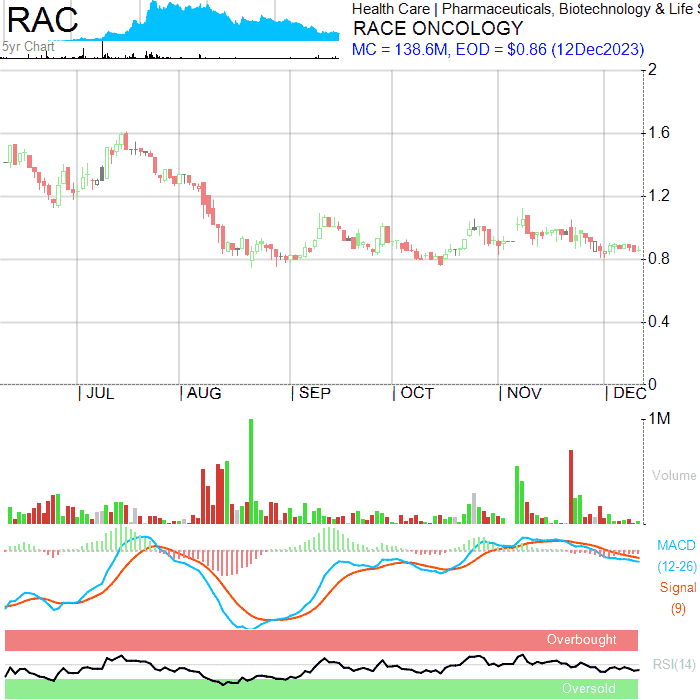 RAC
5yr Chart
Health Care | Pharmaceuticals, Biotechnology & Life S
RACE ONCOLOGY
MC = 138.6M, EOD = $0.86 (12Dec2023)
2
1.6
1.2
0.8
0.4
0
JUL AUG SEP OCT NOV DEC
1M
Volume
MACD
(12-26)
Signal
(9)
Overbought
RSI(14)
Oversold